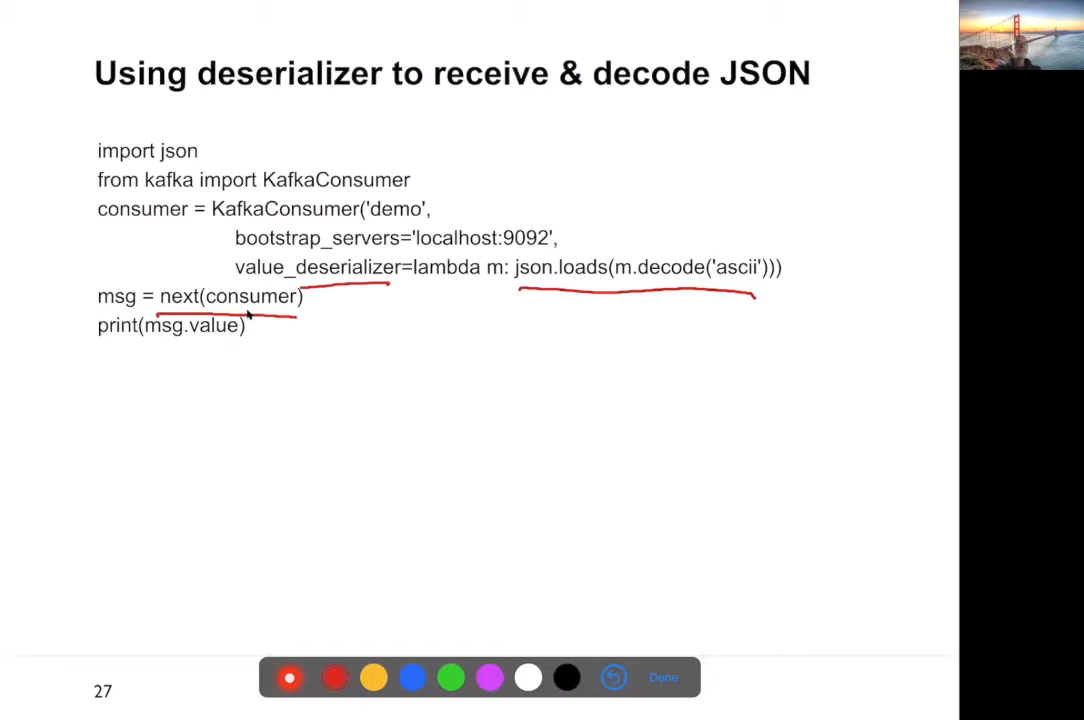 Using deserializer to receive & decode JSON
import json
from kafka import KafkaConsumer
consumer = KafkaConsumer('demo',
bootstrap_servers='localhost:9092',
value_deserializer=lambda m: json.loads(m.decode('ascii')))
msg = next(consumer)
print(msg.value)
27
Done